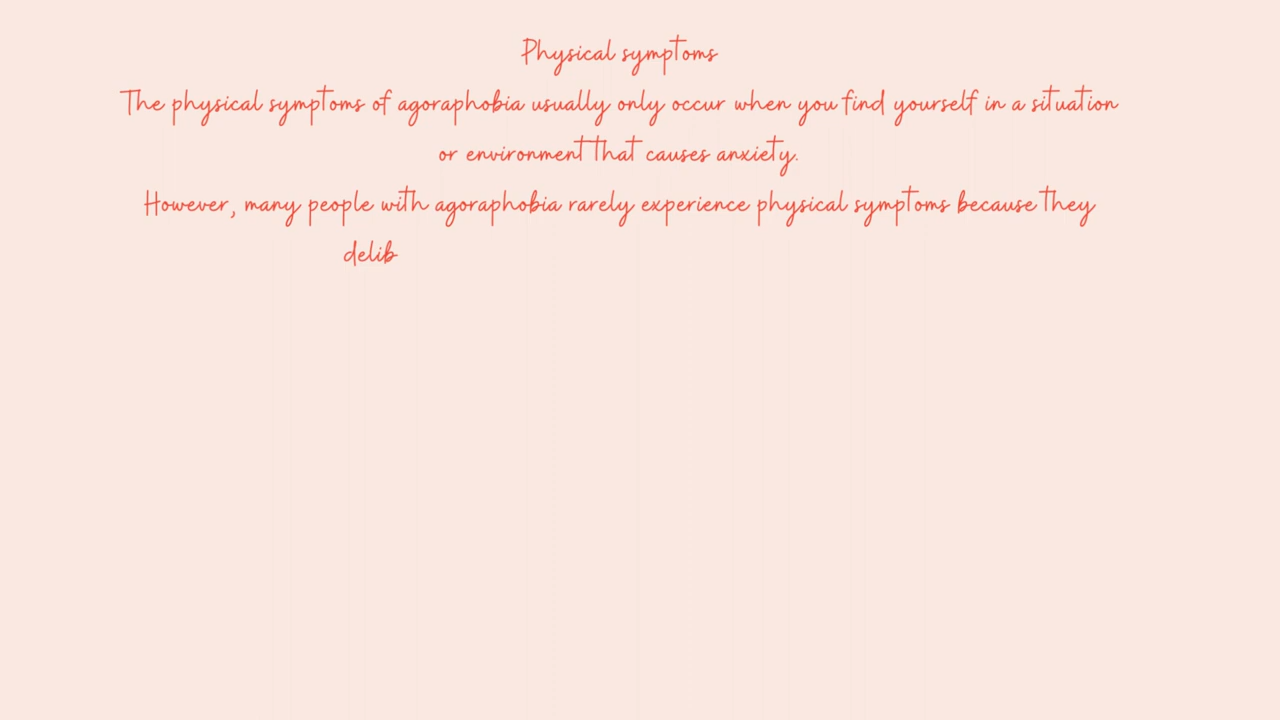 Physical symptoms
The physical symptoms of agoraphobia usually only occur when you find yourself in a situation
or environment that causes anxiety.
However, many people with agoraphobia rarely experience physical symptoms because they
delib